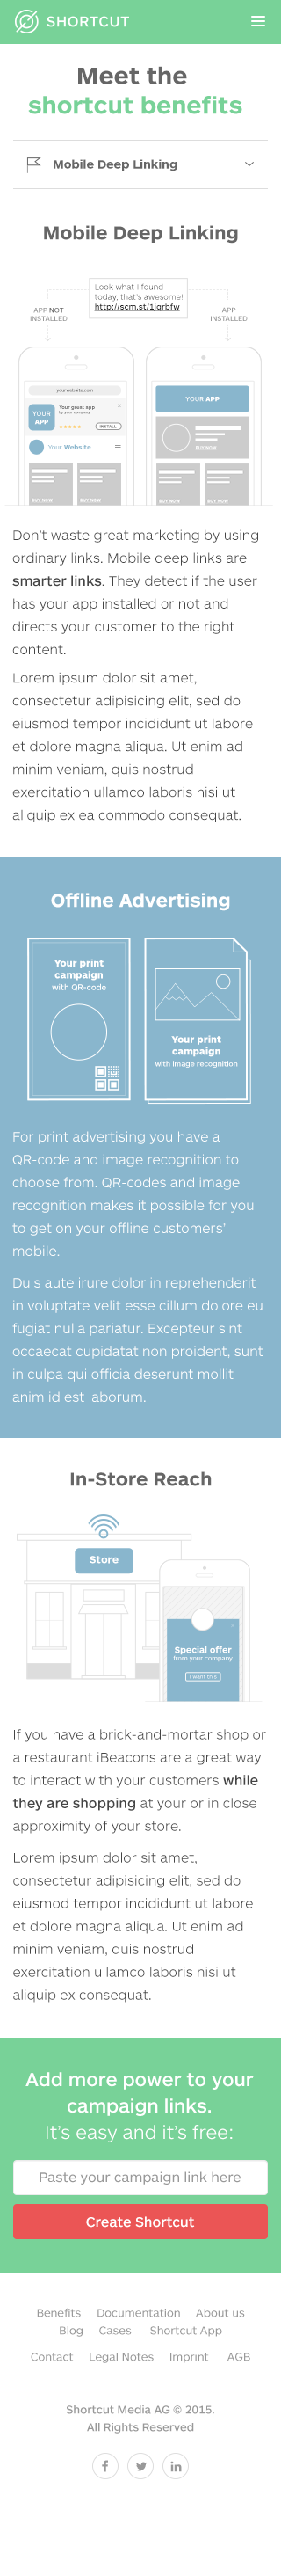 SHORTCUT
Meet the
shortcut benefits
Mobile Deep Linking
Mobile Deep Linking
Look what I found
today, that's awesome!
http://scm.st/1jqrbfw
APP NOT
INSTALLED
APP
INSTALLED
yourwebsite.com
YOUR
APP
Your great app
INSTALL
Your Website
BUY NOW
BUY NOW
YOUR APP
BUY NOW
BUY NOW
Don't waste great marketing by using
ordinary links. Mobile deep links are
smarter links. They detect if the user
has your app installed or not and
directs your customer to the right
content.
Lorem ipsum dolor sit amet,
consectetur adipisicing elit, sed do
eiusmod tempor incididunt ut labore
et dolore magna aliqua. Ut enim ad
minim veniam, quis nostrud
exercitation ullamco laboris nisi ut
aliquip ex ea commodo consequat.
Offline Advertising
Your print
campaign
with QR-code
Your print
campaign
with image recognition
For print advertising you have a
QR-code and image recognition to
choose from. QR-codes and image
recognition makes it possible for you
to get on your offline customers'
mobile.
Duis aute irure dolor in reprehenderit
in voluptate velit esse cillum dolore eu
fugiat nulla pariatur. Excepteur sint
occaecat cupidatat non proident, sunt
in culpa qui officia deserunt mollit
anim id est laborum.
In-Store Reach
Store
Special offer
from your company
I want this
If you have a brick-and-mortar shop or
a restaurant iBeacons are a great way
to interact with your customers while
they are shopping at your or in close
approximity of your store.
Lorem ipsum dolor sit amet,
consectetur adipisicing elit, sed do
eiusmod tempor incididunt ut labore
et dolore magna aliqua. Ut enim ad
minim veniam, quis nostrud
exercitation ullamco laboris nisi ut
aliquip ex consequat.
Add more power to your
campaign links.
It's easy and it's free:
Paste your campaign link here
Create Shortcut
Benefits Documentation About us
Blog Cases Shortcut App
Contact Legal Notes Imprint AGB
Shortcut Media AG © 2015.
All Rights Reserved